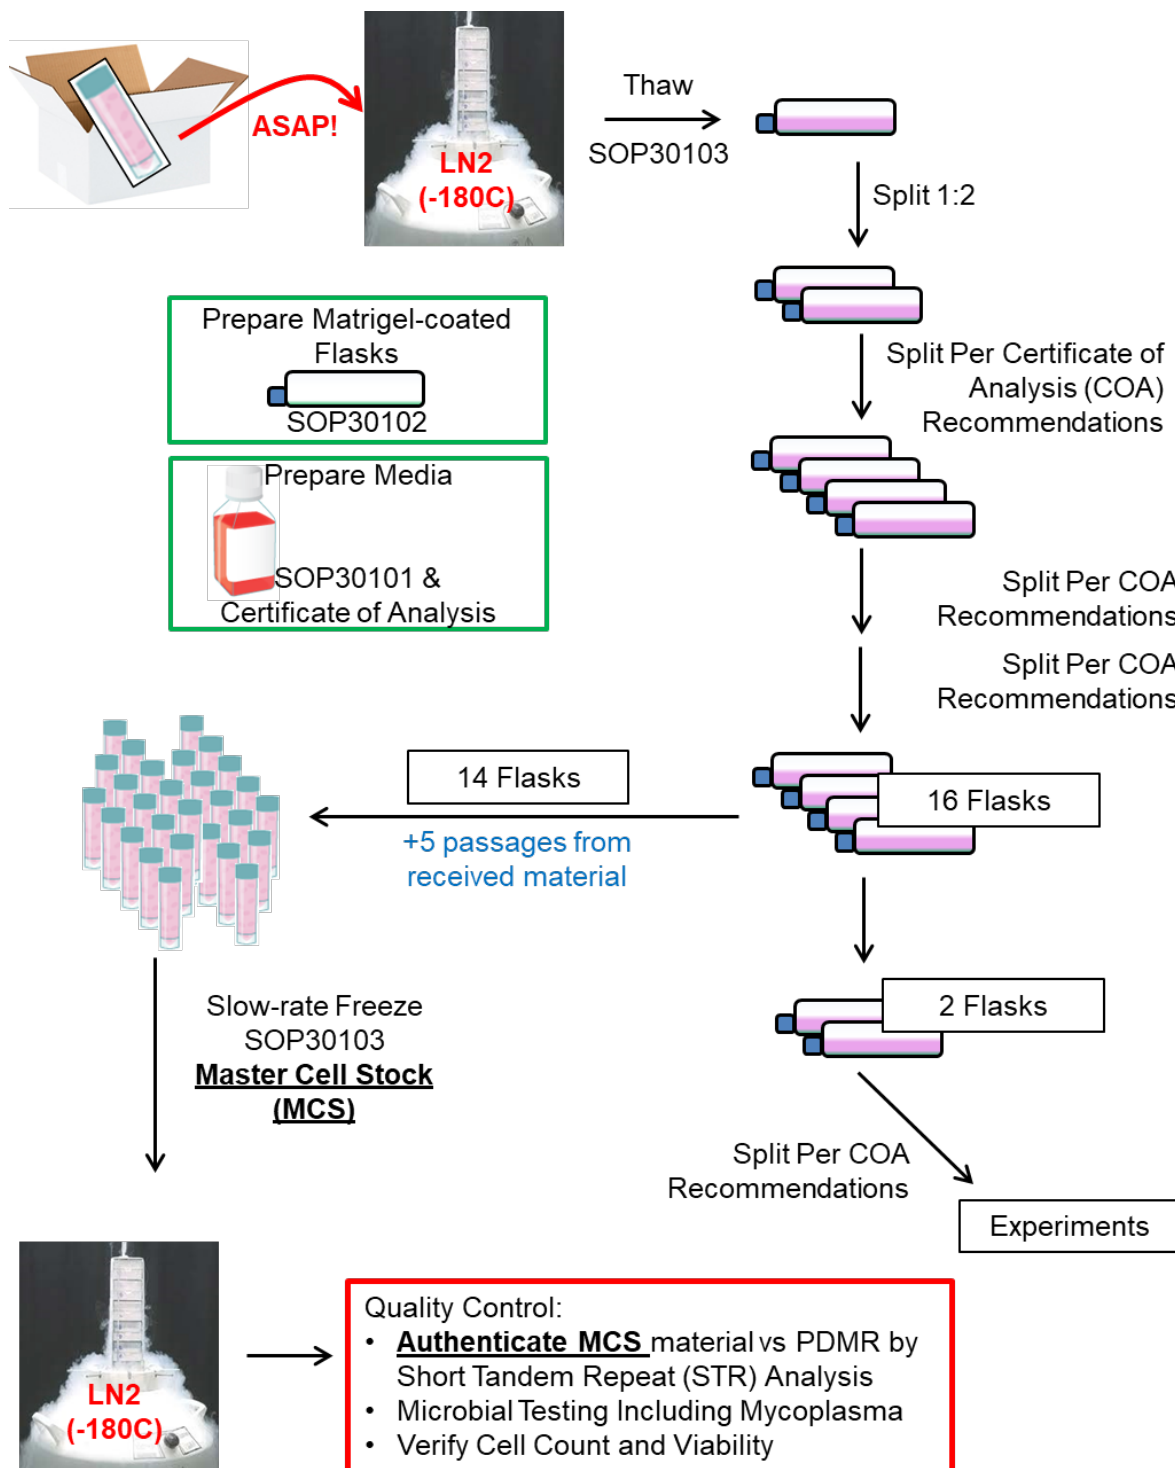 ASAP!
LN2
(-180C)
Thaw
SOP30103
Split 1:2
Prepare Matrigel-coated
Flasks
SOP30102
Split Per Certificate of
Analysis (COA)
Recommendations
Prepare Media
SOP30101 &
Certificate of Analysis
Split Per COA
Recommendations
Split Per COA
Recommendations
14 Flasks
16 Flasks
+5 passages from
received material
2 Flasks
Slow-rate Freeze
SOP30103
Master Cell Stock
(MCS)
Split Per COA
Recommendations
Experiments
LN2
(-180C)
Quality Control:
• Authenticate MCS material vs PDMR by
Short Tandem Repeat (STR) Analysis
• Microbial Testing Including Mycoplasma
• Verify Cell Count and Viability